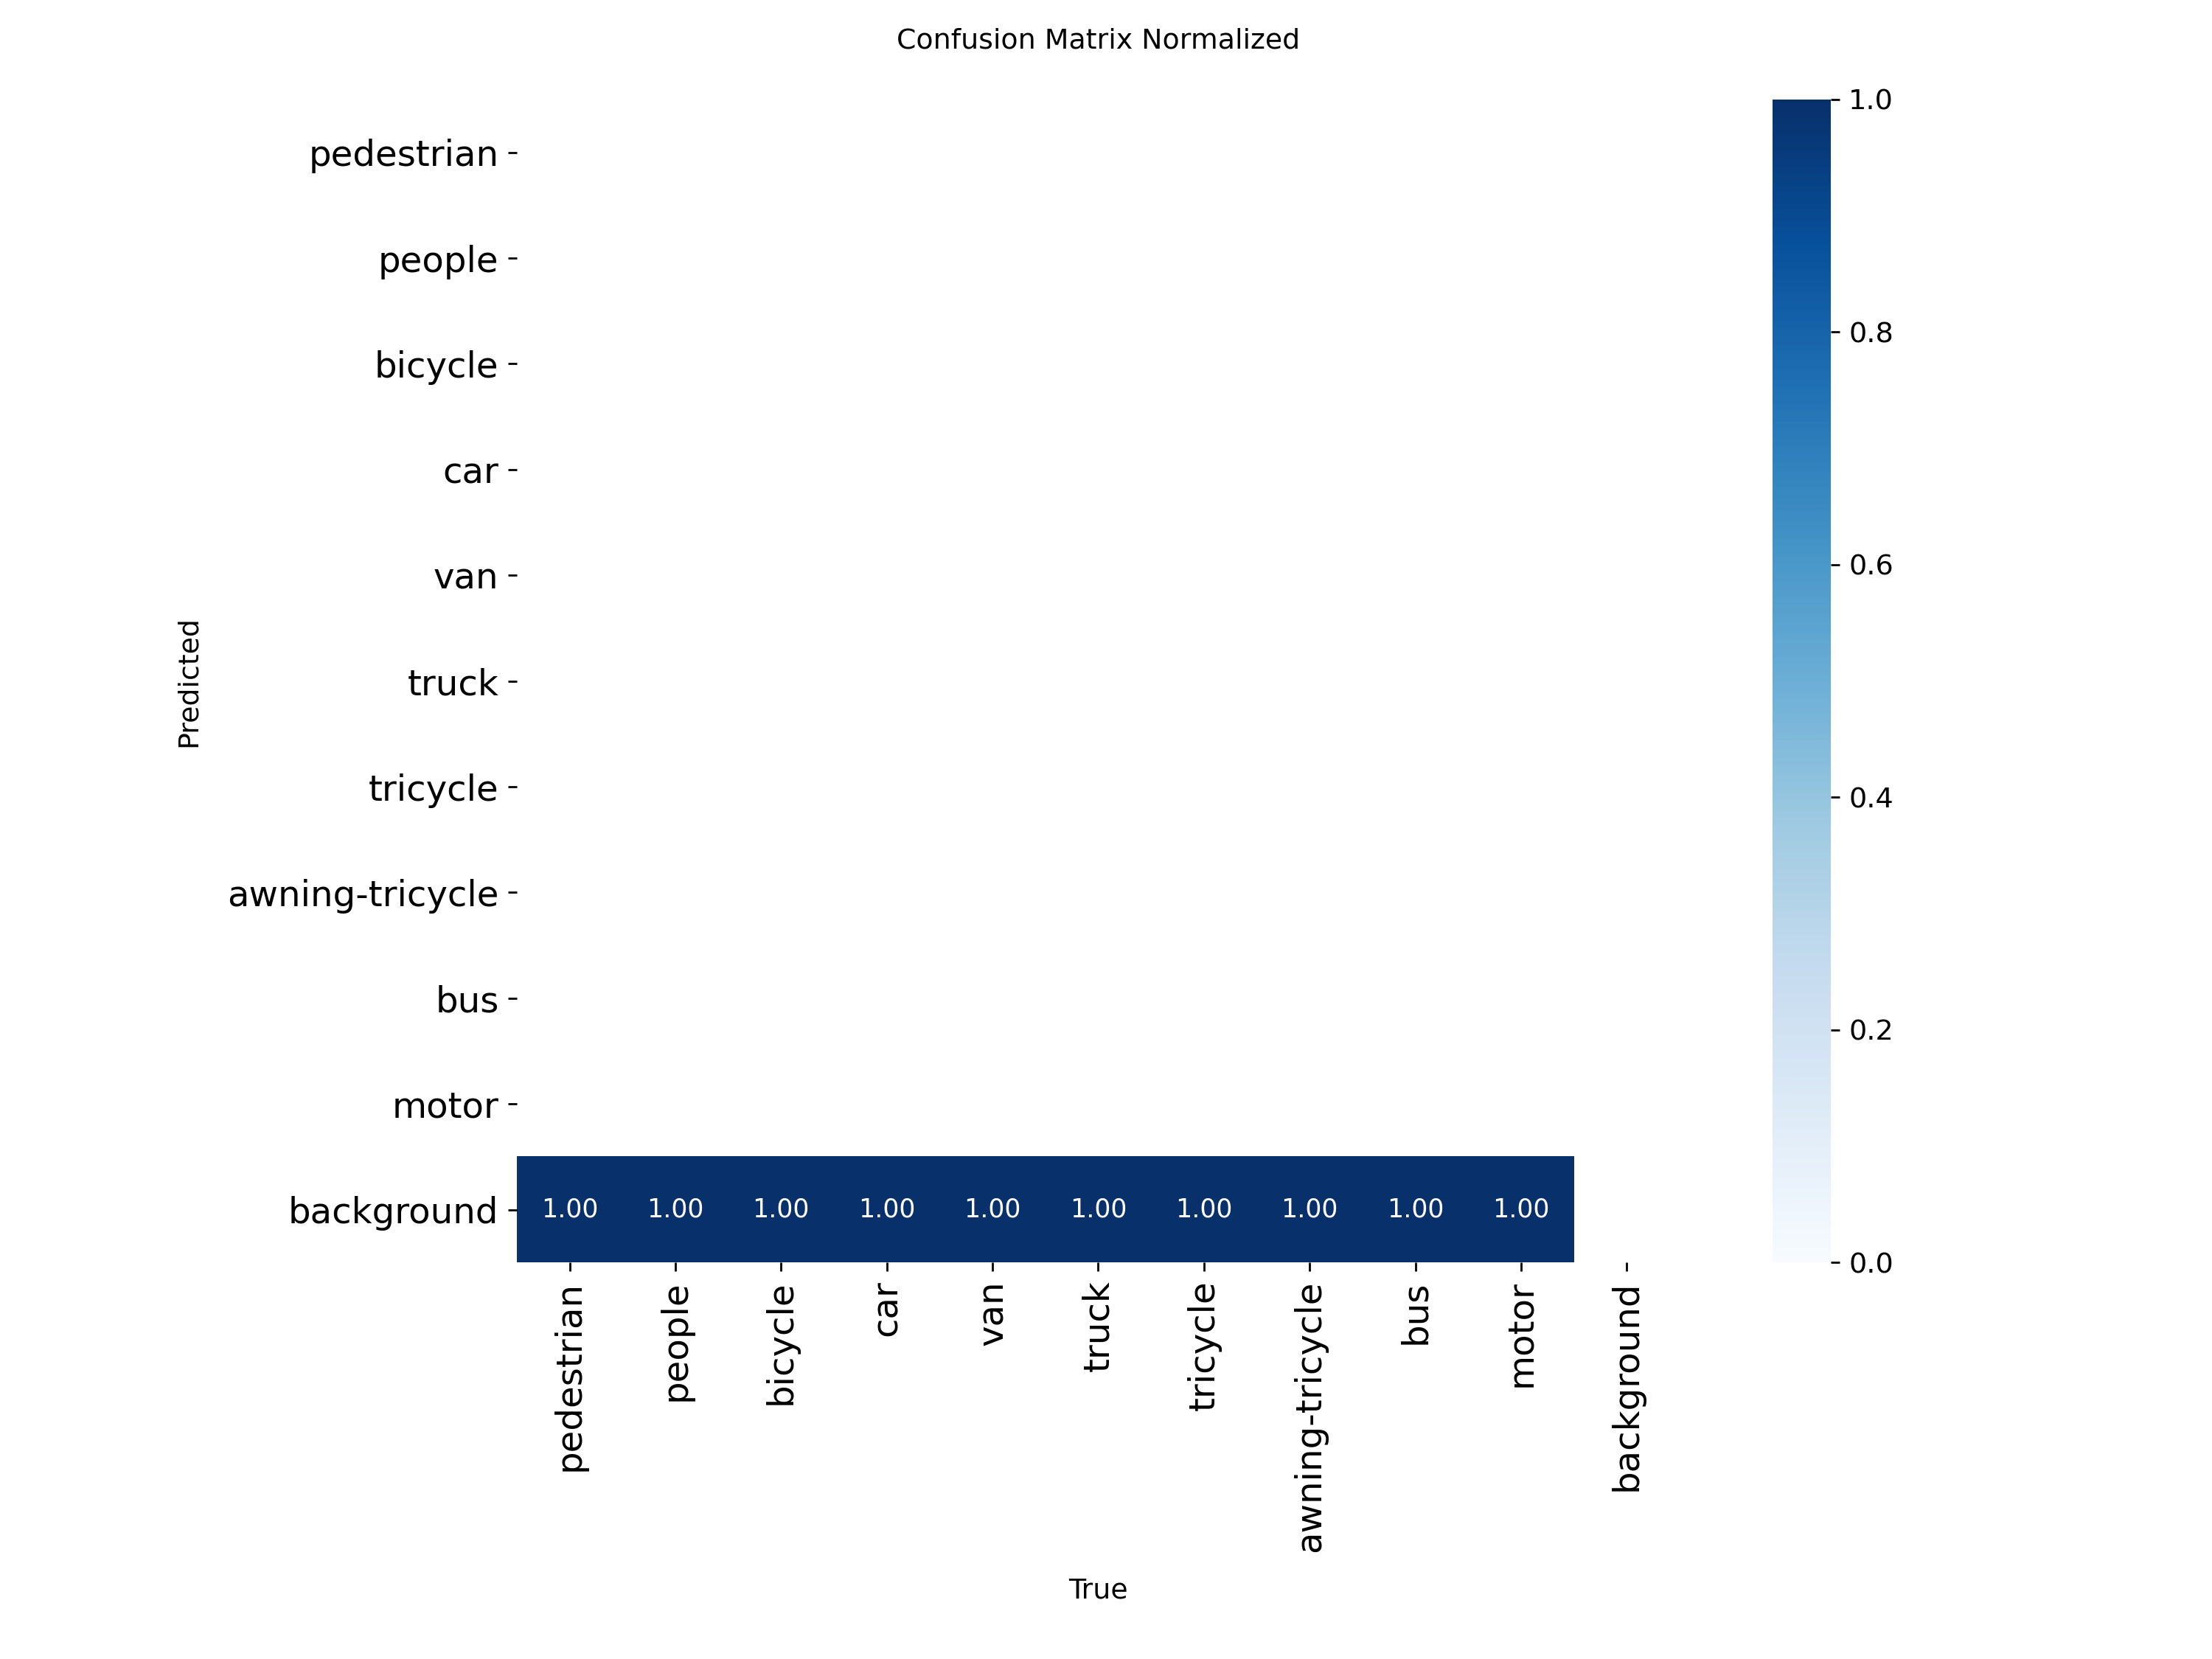 Confusion Matrix Normalized
pedestrian
people
bicycle
car
van
truck
tricycle
awning-tricycle
bus
motor
background
Predicted
1.00 1.00 1.00 1.00 1.00 1.00 1.00 1.00 1.00 1.00
pedestrian
people
bicycle
car
van
truck
tricycle
awning-tricycle
bus
motor
background
True
1.0
0.8
0.6
0.4
0.2
0.0